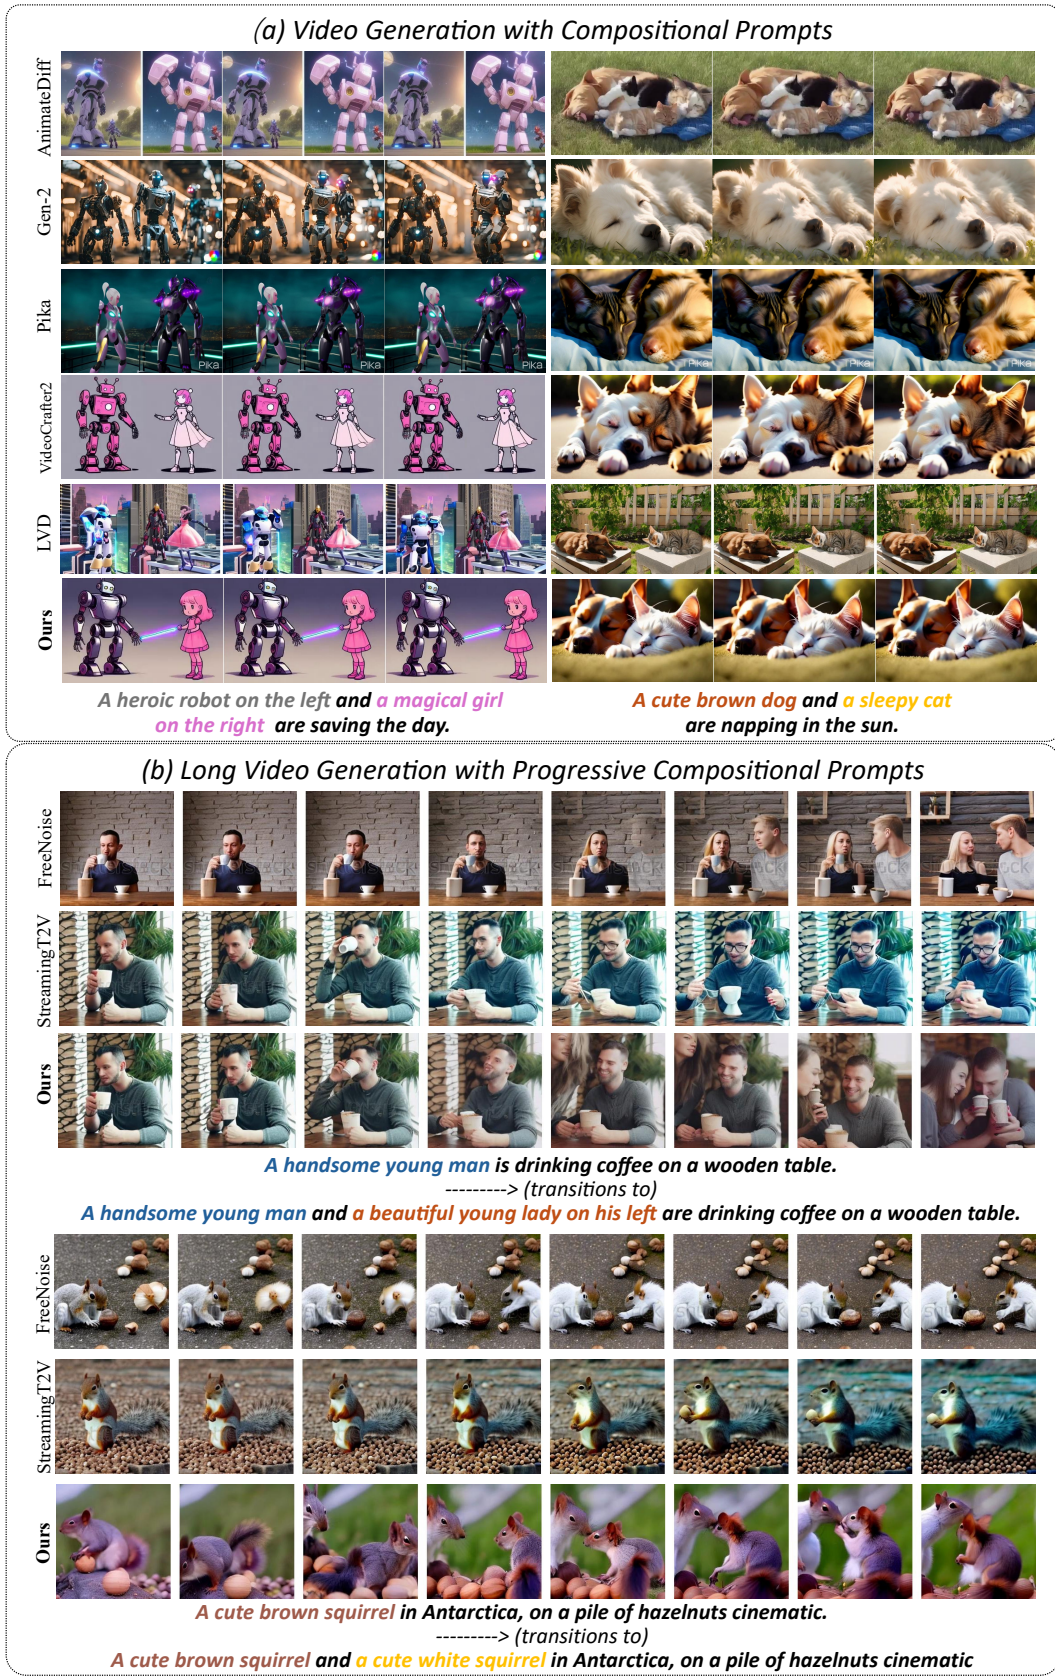 (a) Video Generation with Compositional Prompts
AnimateDiff
Gen-2
Pika
Pika
Pika
Pika
Pika
VideoCrafter2
LVD
Ours
A heroic robot on the left and a magical girl
on the right are saving the day.
A cute brown dog and a sleepy cat
are napping in the sun.
(b) Long Video Generation with Progressive Compositional Prompts
FreeNoise
StreamingT2V
Ours
A handsome young man is drinking coffee on a wooden table.
---------> (transitions to)
A handsome young man and a beautiful young lady on his left are drinking coffee on a wooden table.
FreeNoise
StreamingT2V
Ours
A cute brown squirrel in Antarctica, on a pile of hazelnuts cinematic.
---------> (transitions to)
A cute brown squirrel and a cute white squirrel in Antarctica, on a pile of hazelnuts cinematic